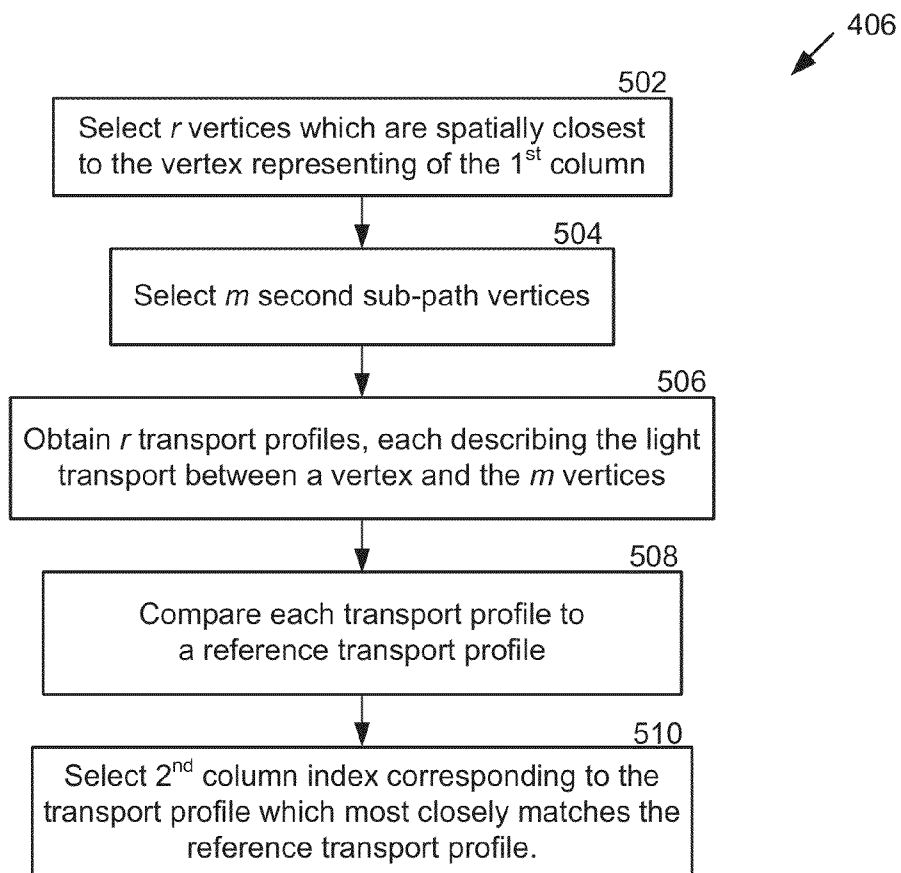 406
502
Select r vertices which are spatially closest
to the vertex representing of the 1st column
504
Select m second sub-path vertices
506
Obtain r transport profiles, each describing the light
transport between a vertex and the m vertices
508
Compare each transport profile to
a reference transport profile
510
Select 2nd column index corresponding to the
transport profile which most closely matches the
reference transport profile.